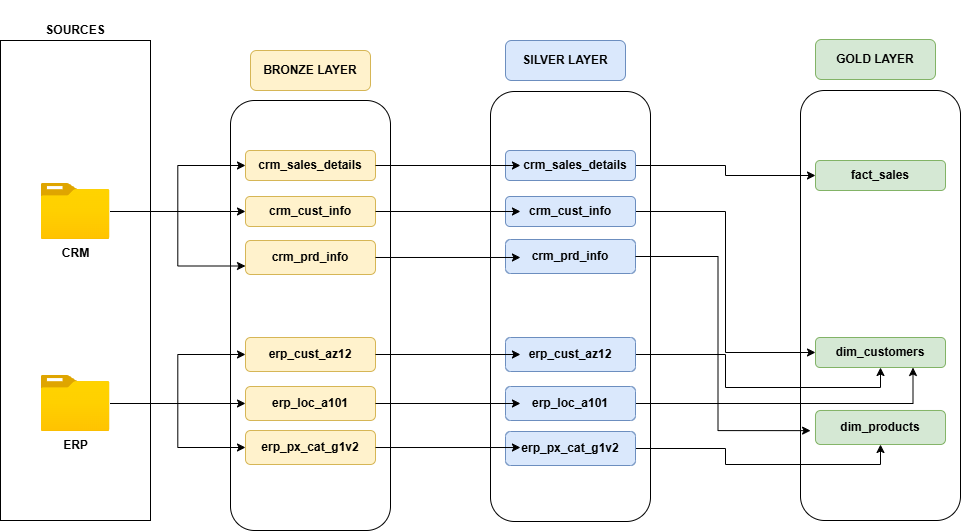 SOURCES
BRONZE LAYER
SILVER LAYER
GOLD LAYER
crm_sales_details
crm_sales_details
fact_sales
crm_cust_info
crm_cust_info
CRM
crm_prd_info
crm_prd_info
erp_cust_az12
erp_cust_az12
dim_customers
erp_loc_a101
erp_loc_a101
dim_products
ERP
erp_px_cat_g1v2
erp_px_cat_g1v2